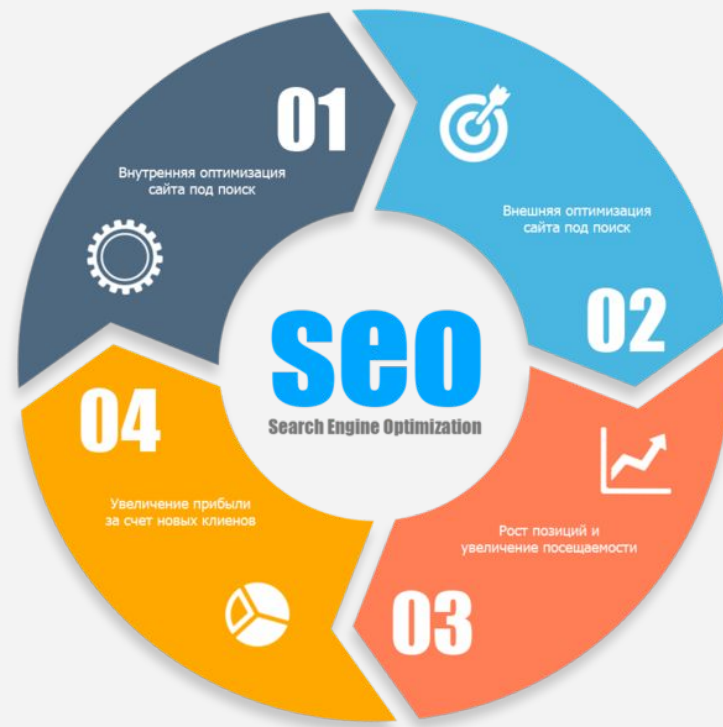 01
Внутренняя оптимизация
сайта под поиск
Внешняя оптимизация
сайта под поиск
02
seo
Search Engine Optimization
04
Увеличение прибыли
за счет новых клиенов
Рост позиций и
увеличение посещаемости
03